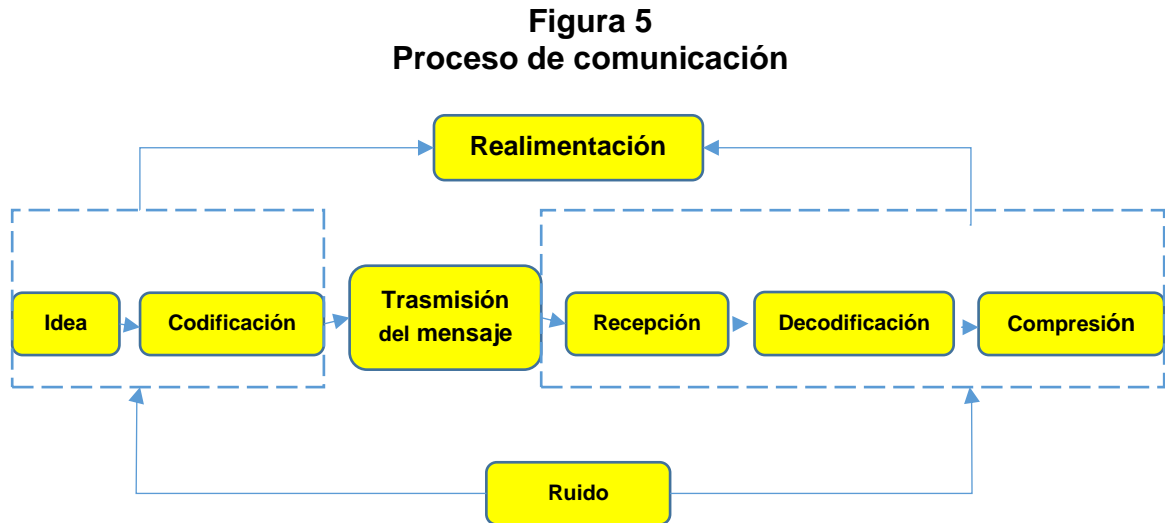 Figura 5
Proceso de comunicación
Realimentación
Idea
Codificación
Trasmisión
del mensaje
Recepción
Decodificación
Compresión
Ruido